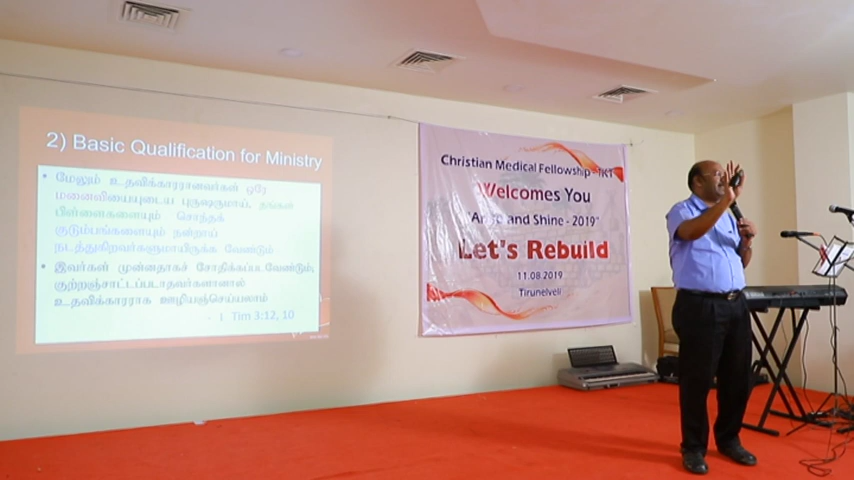 2) Basic Qualification for Ministry
• மேலும் உதவிக்காரரானவர்கள் ஒரே
மனைவியையுடைய புருஷருமாய், தங்கள்
பிள்ளைகளையும் சொந்தக்
குடும்பங்களையும் நன்றாய்
நடத்துகிறவர்களுமாயிருக்க வேண்டும்
• இவர்கள் முன்னதாகச் சோதிக்கப்படவேண்டும்;
குற்றஞ்சாட்டப்படாதவர்களானால்
உதவிக்காரராக ஊழியஞ்செய்யலாம்
- 1 Tim 3:12, 10
Christian Medical Fellowship - TKT
Welcomes You
"Arise and Shine - 2019"
Let's Rebuild
11.08.2019
Tirunelveli